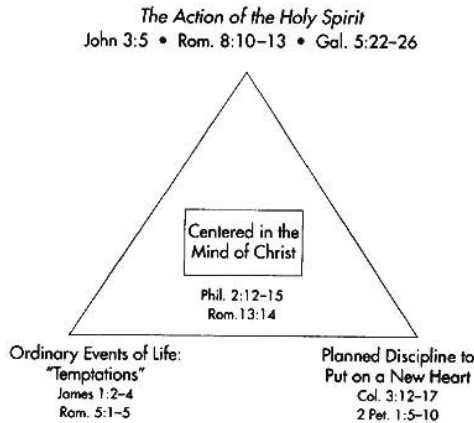 The Action of the Holy Spirit
John 3:5 • Rom. 8:10–13 • Gal. 5:22–26
Centered in the
Mind of Christ
Phil. 2:12–15
Rom.13:14
Ordinary Events of Life:
"Temptations"
James 1:2–4
Rom. 5:1–5
Planned Discipline to
Put on a New Heart
Col. 3:12–17
2 Pet. 1:5–10